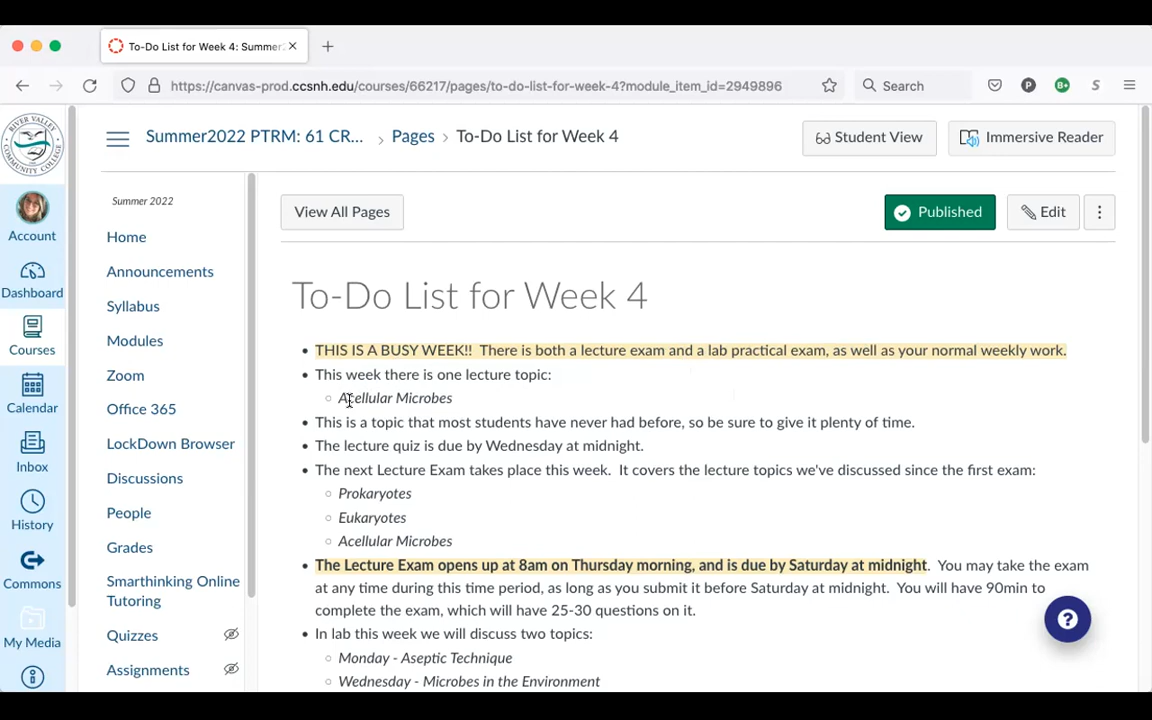 To-Do List for Week 4: Summer2
https://canvas-prod.ccsnh.edu/courses/66217/pages/to-do-list-for-week-4?module_item_id=2949896
Search
P
B+
S
RIVER VALLEY
COMMUNITY COLLEGE
Account
Dashboard
Courses
Calendar
Inbox
History
Commons
My Media
Summer2022 PTRM: 61 CR... > Pages > To-Do List for Week 4
Student View
Immersive Reader
Summer 2022
Home
Announcements
Syllabus
Modules
Zoom
Office 365
LockDown Browser
Discussions
People
Grades
Smarthinking Online
Tutoring
Quizzes
Assignments
View All Pages
Published
Edit
To-Do List for Week 4
THIS IS A BUSY WEEK!! There is both a lecture exam and a lab practical exam, as well as your normal weekly work.
This week there is one lecture topic:
Acellular Microbes
This is a topic that most students have never had before, so be sure to give it plenty of time.
The lecture quiz is due by Wednesday at midnight.
The next Lecture Exam takes place this week. It covers the lecture topics we've discussed since the first exam:
Prokaryotes
Eukaryotes
Acellular Microbes
The Lecture Exam opens up at 8am on Thursday morning, and is due by Saturday at midnight. You may take the exam
at any time during this time period, as long as you submit it before Saturday at midnight. You will have 90min to
complete the exam, which will have 25-30 questions on it.
In lab this week we will discuss two topics:
Monday - Aseptic Technique
Wednesday - Microbes in the Environment
?